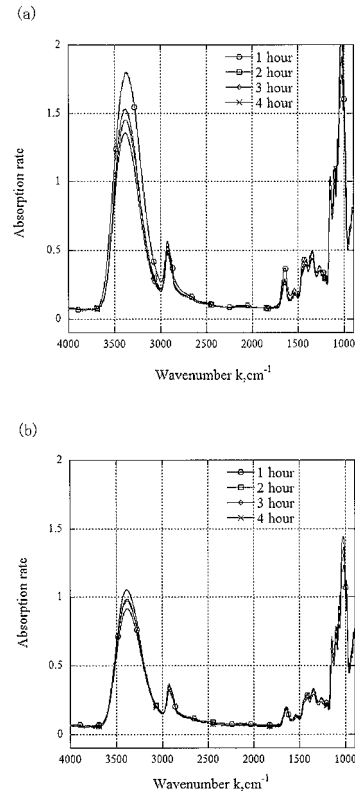 (a)
2
1.5
1
0.5
0
Absorption rate
1 hour
2 hour
3 hour
4 hour
4000 3500 3000 2500 2000 1500 1000
Wavenumber k,cm-1
(b)
2
1.5
1
0.5
0
Absorption rate
1 hour
2 hour
3 hour
4 hour
4000 3500 3000 2500 2000 1500 1000
Wavenumber k,cm-1